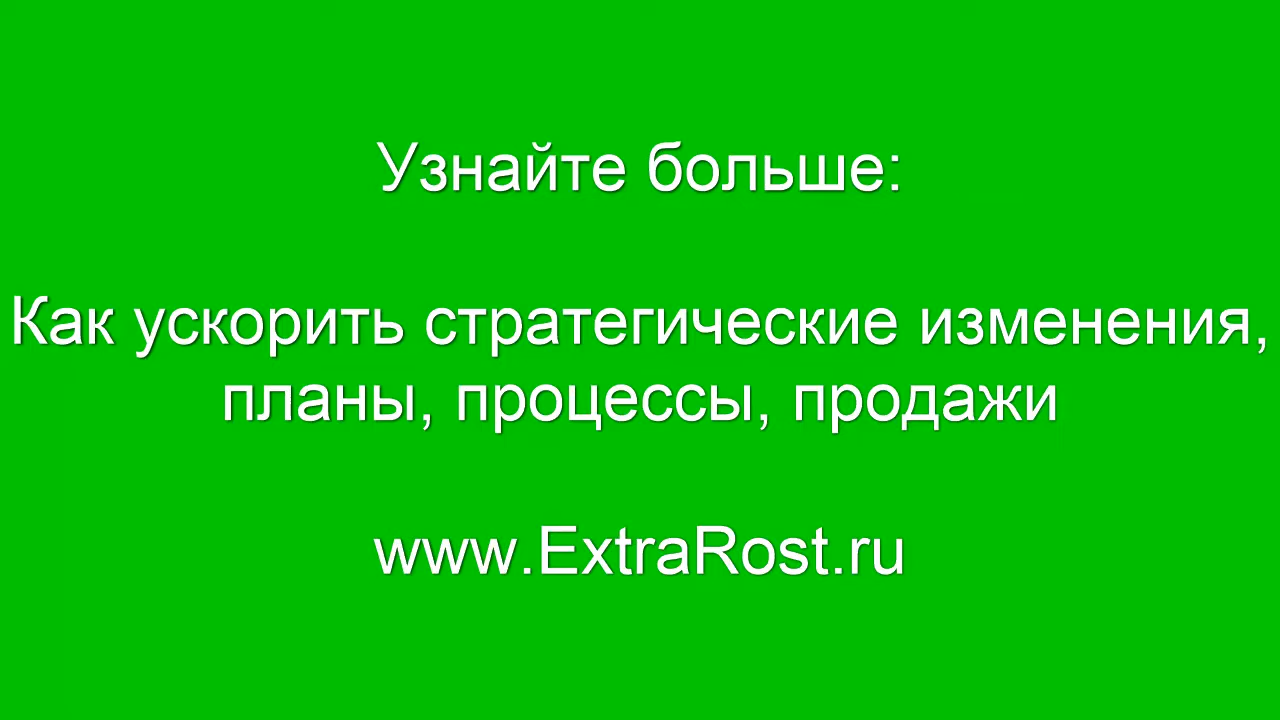 Узнайте больше:
Как ускорить стратегические изменения,
планы, процессы, продажи
www.ExtraRost.ru